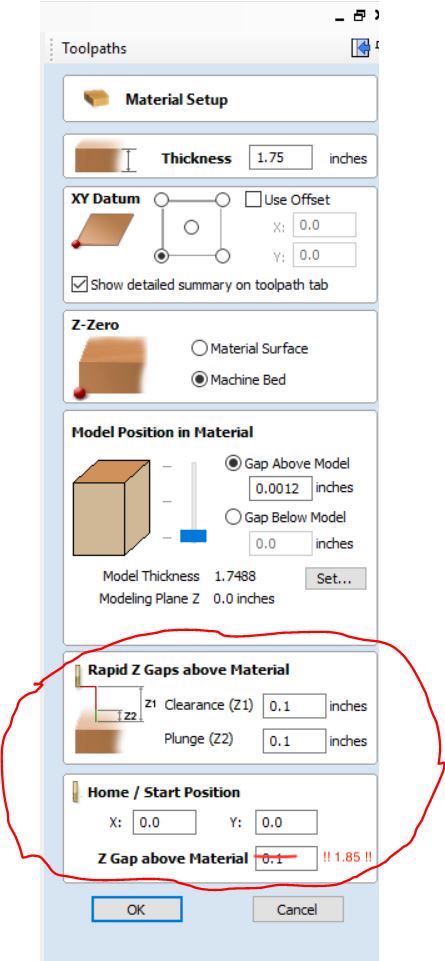 Toolpaths
Material Setup
Thickness 1.75 inches
XY Datum
Use Offset
X: 0.0
Y: 0.0
Show detailed summary on toolpath tab
Z-Zero
Material Surface
Machine Bed
Model Position in Material
Gap Above Model
0.0012 inches
Gap Below Model
0.0 inches
Model Thickness 1.7488 Set...
Modeling Plane Z 0.0 inches
Rapid Z Gaps above Material
Z1 Clearance (Z1) 0.1 inches
Z2
Plunge (Z2) 0.1 inches
Home / Start Position
X: 0.0 Y: 0.0
Z Gap above Material 0.1 !! 1.85 !!
OK Cancel